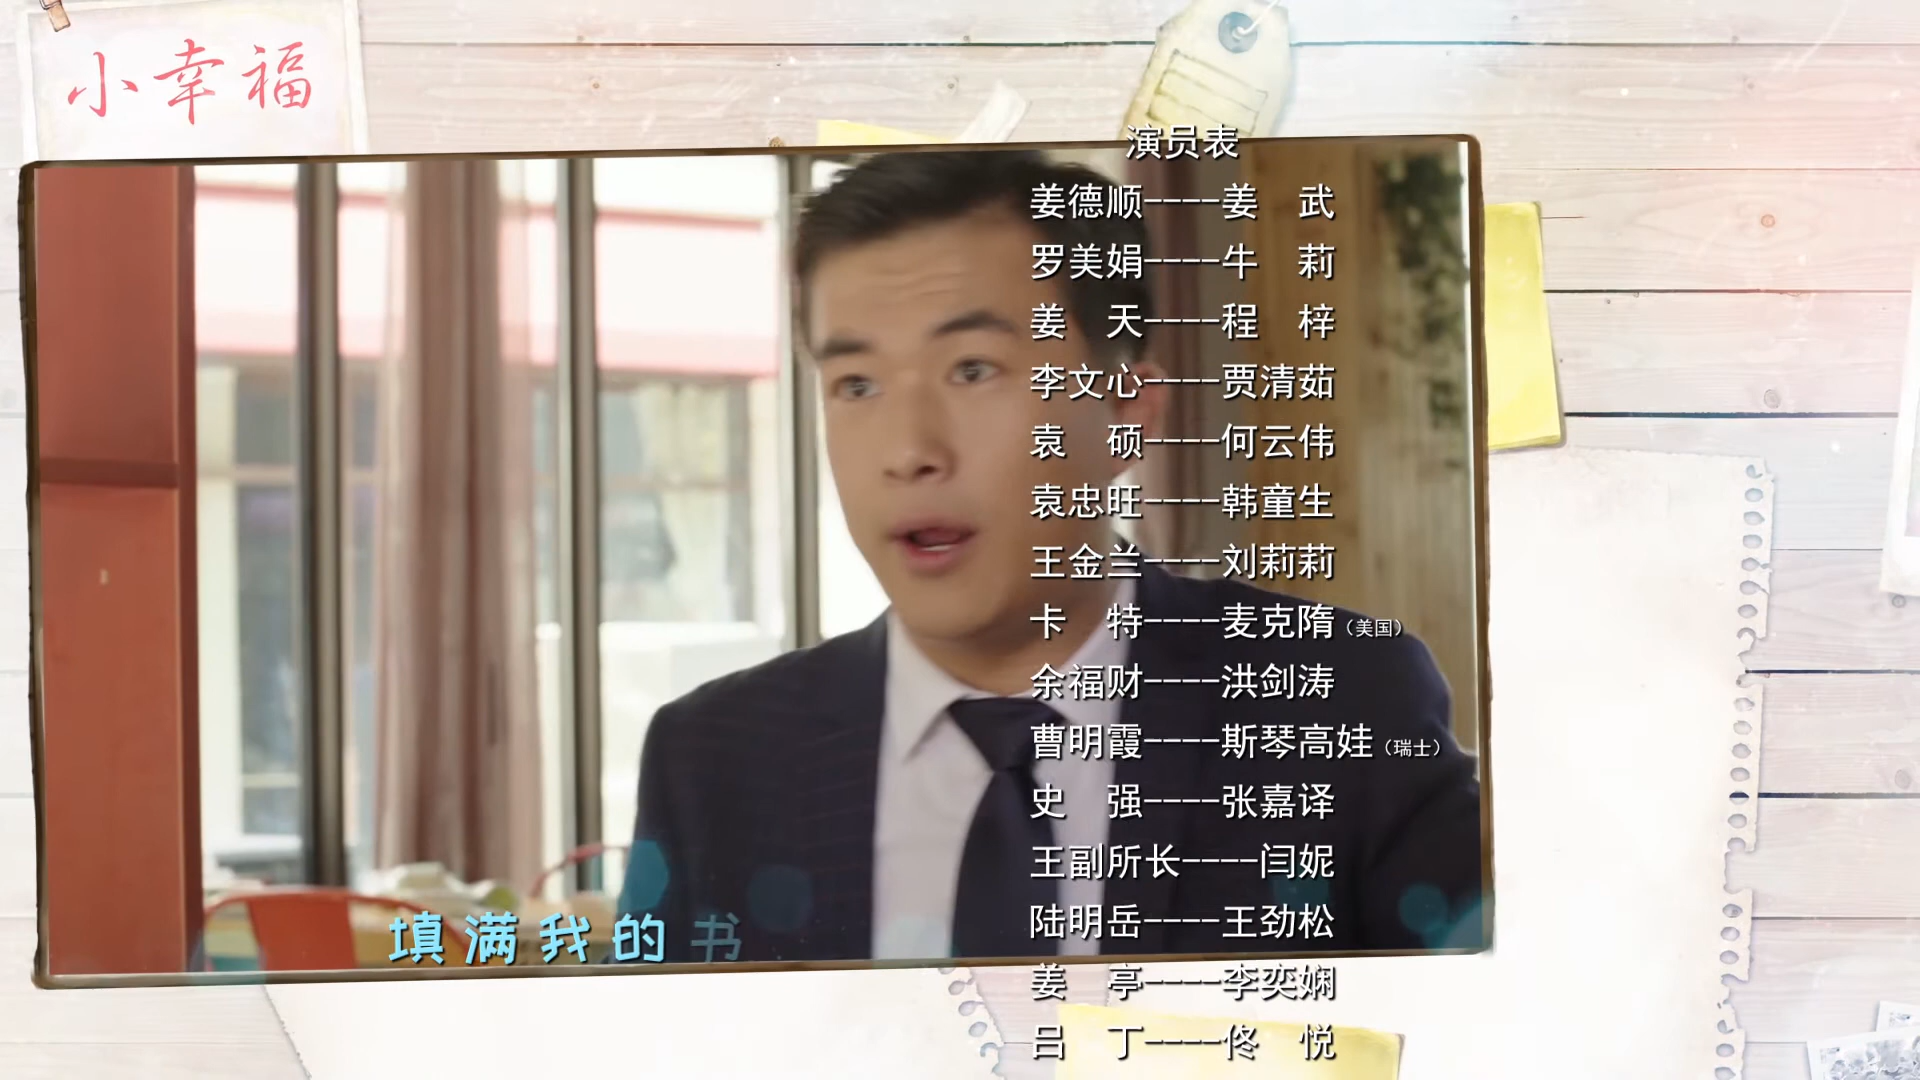 小幸福
演员表
姜德顺----姜　武
罗美娟----牛　莉
姜　天----程　梓
李文心----贾清茹
袁　硕----何云伟
袁忠旺----韩童生
王金兰----刘莉莉
卡　特----麦克隋（美国）
余福财----洪剑涛
曹明霞----斯琴高娃（瑞士）
史　强----张嘉译
王副所长----闫妮
陆明岳----王劲松
姜　亭----李奕娴
吕　丁----佟　悦
填满我的书